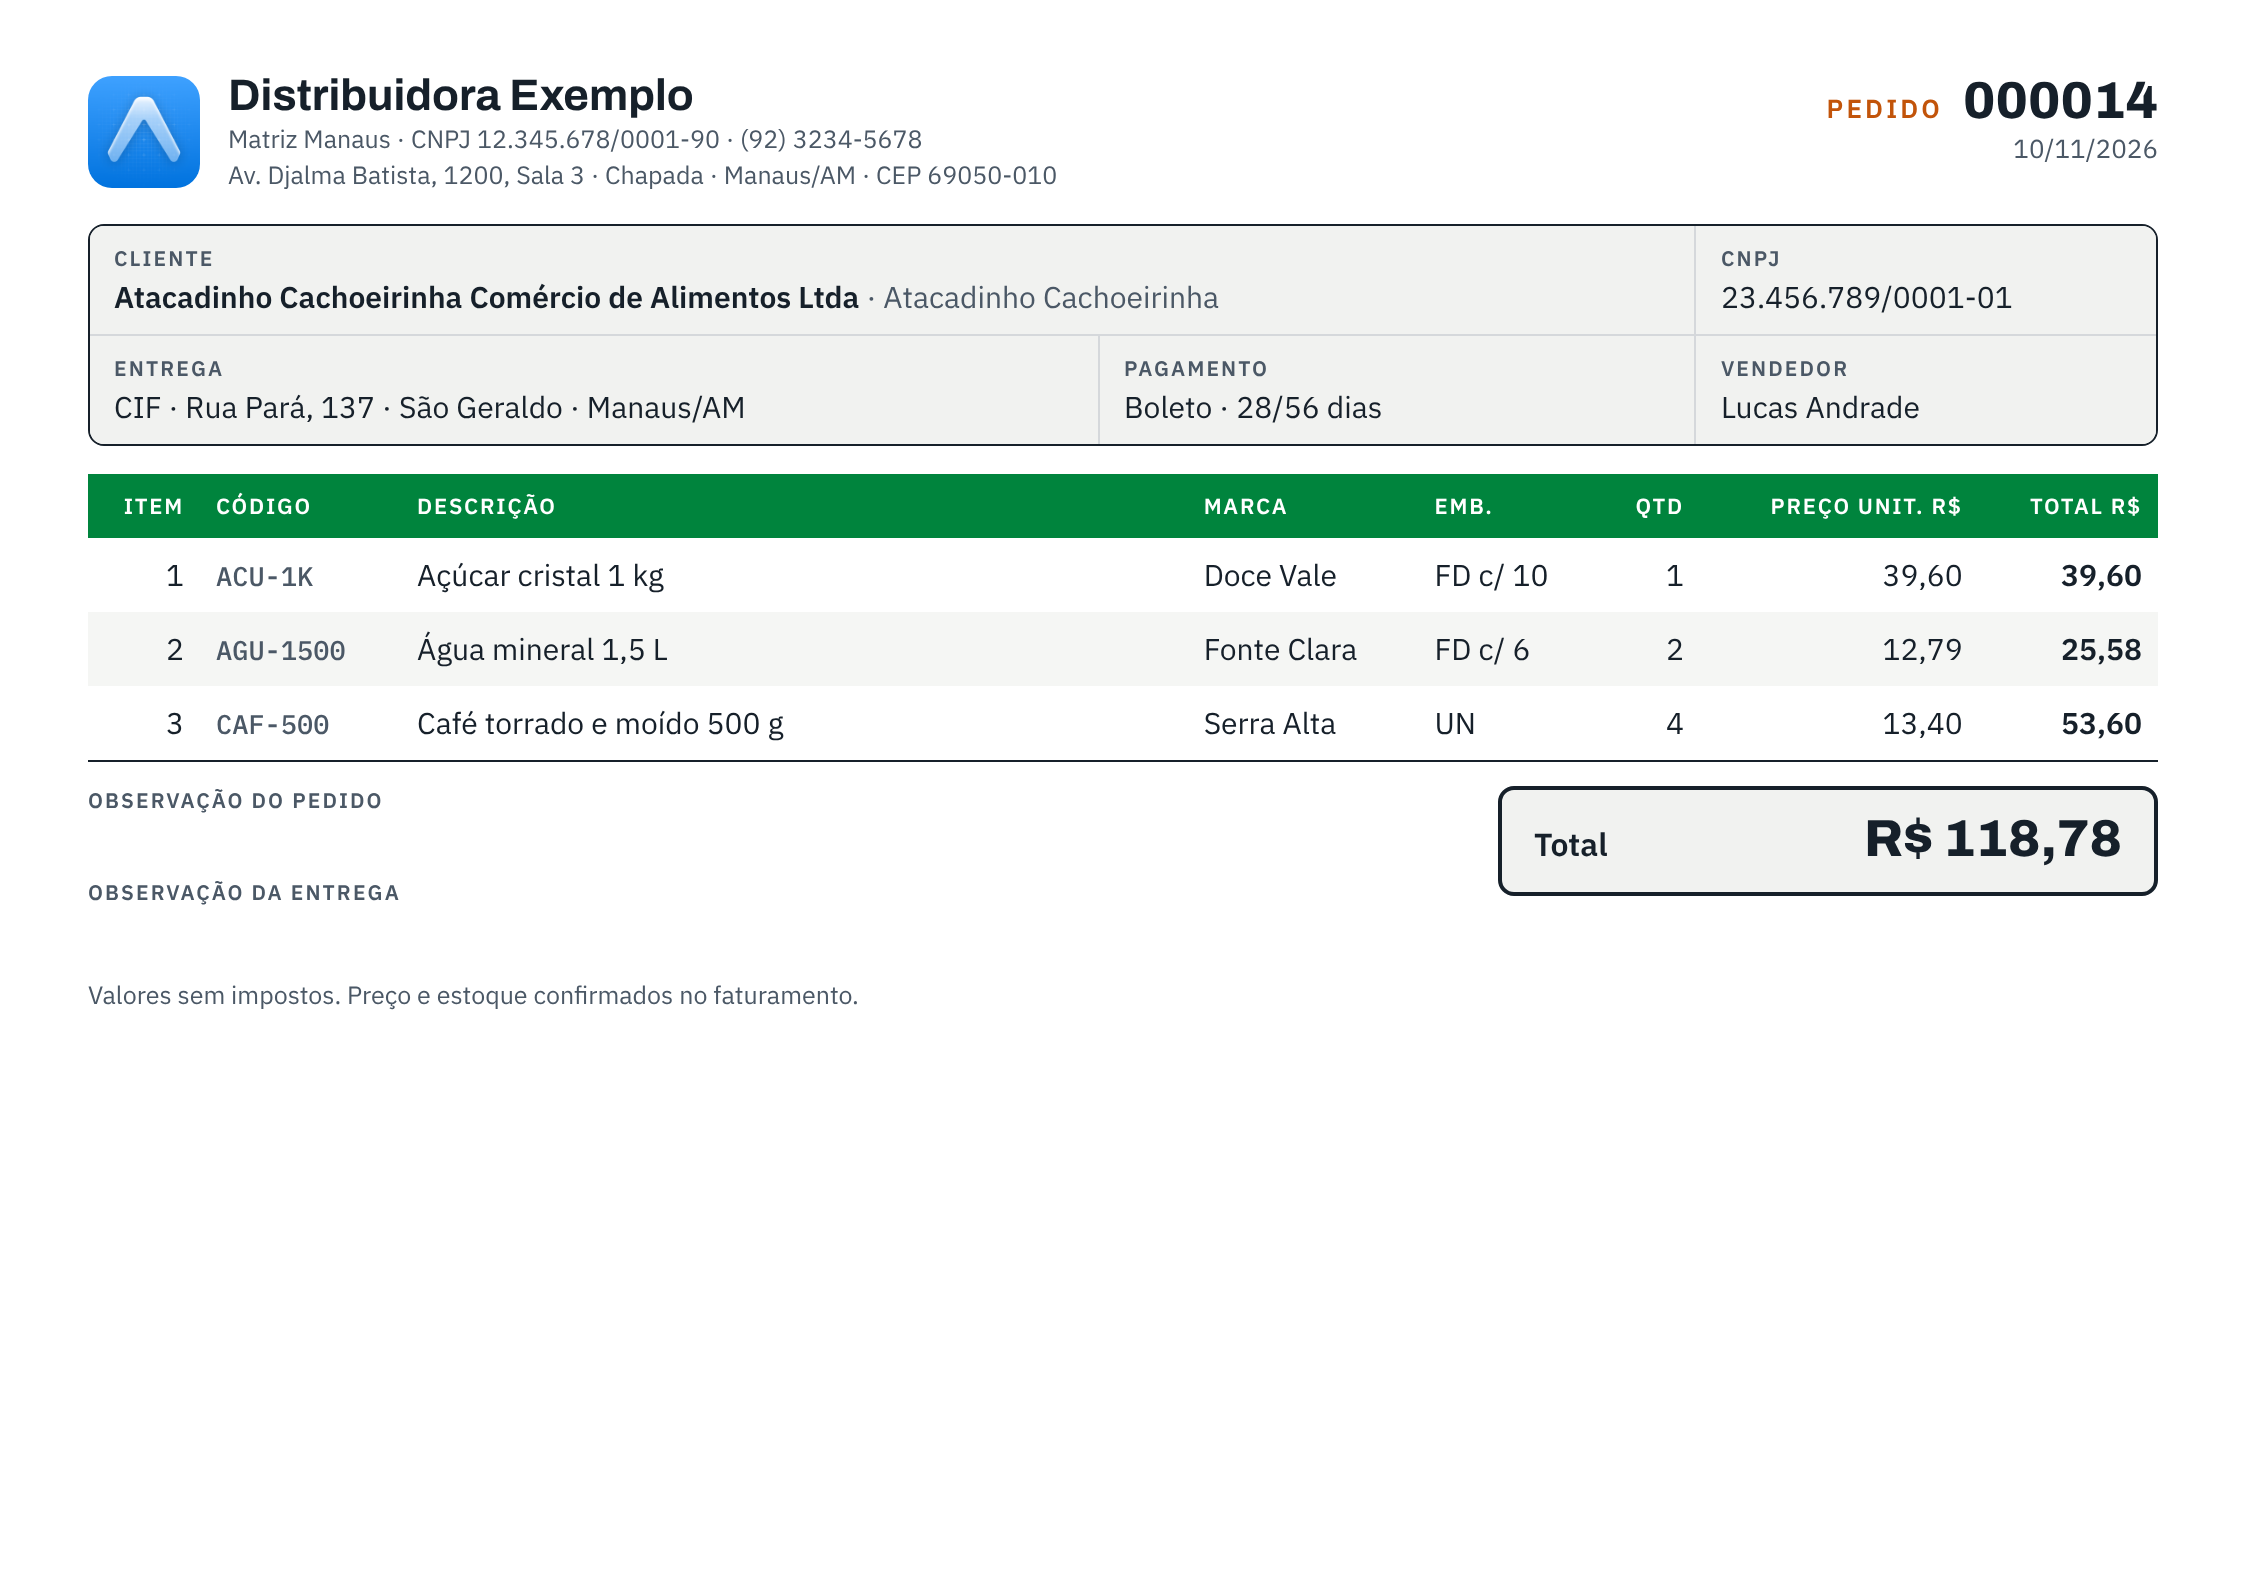 Distribuidora Exemplo
Matriz Manaus · CNPJ 12.345.678/0001-90 · (92) 3234-5678
Av. Djalma Batista, 1200, Sala 3 · Chapada · Manaus/AM · CEP 69050-010
PEDIDO 000014
10/11/2026
CLIENTE
Atacadinho Cachoeirinha Comércio de Alimentos Ltda · Atacadinho Cachoeirinha
CNPJ
23.456.789/0001-01
ENTREGA
CIF · Rua Pará, 137 · São Geraldo · Manaus/AM
PAGAMENTO
Boleto · 28/56 dias
VENDEDOR
Lucas Andrade
ITEM CÓDIGO DESCRIÇÃO MARCA EMB. QTD PREÇO UNIT. R$ TOTAL R$
1 ACU-1K Açúcar cristal 1 kg Doce Vale FD c/ 10 1 39,60 39,60
2 AGU-1500 Água mineral 1,5 L Fonte Clara FD c/ 6 2 12,79 25,58
3 CAF-500 Café torrado e moído 500 g Serra Alta UN 4 13,40 53,60
OBSERVAÇÃO DO PEDIDO
Total R$ 118,78
OBSERVAÇÃO DA ENTREGA
Valores sem impostos. Preço e estoque confirmados no faturamento.